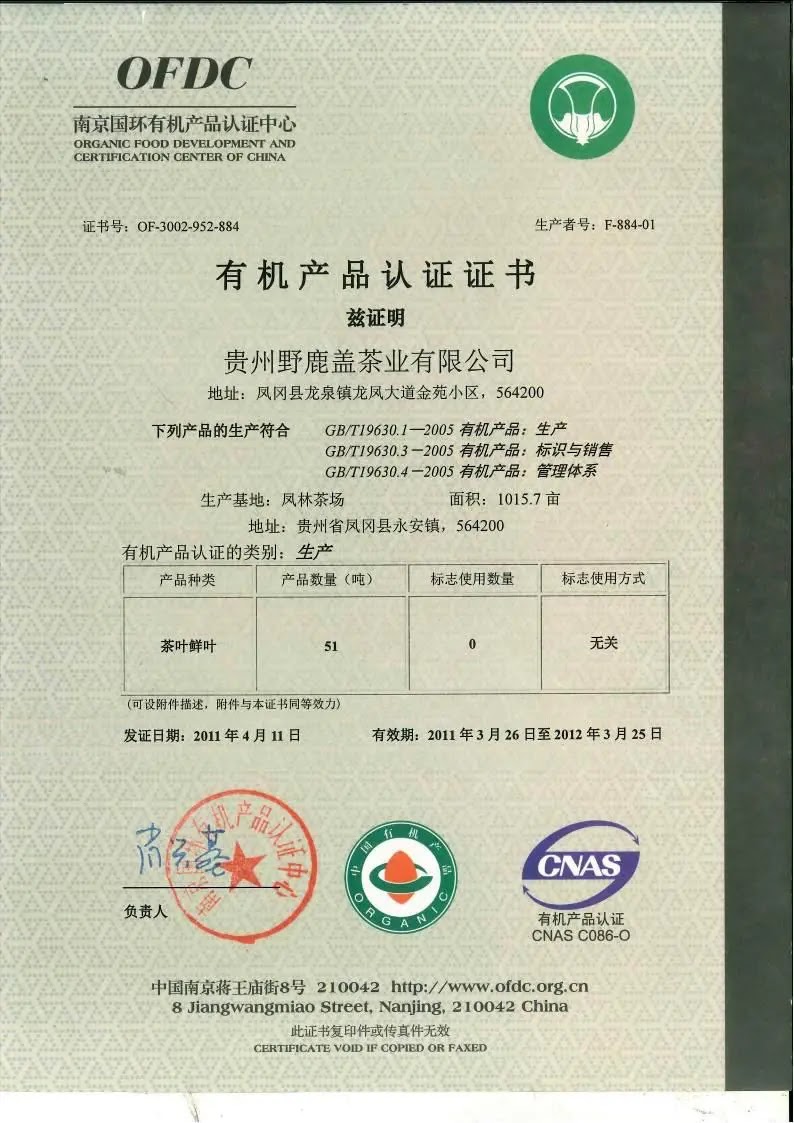 OFDC
南京国环有机产品认证中心
ORGANIC FOOD DEVELOPMENT AND
CERTIFICATION CENTER OF CHINA
证书号：OF-3002-952-884
生产者号：F-884-01
有机产品认证证书
兹证明
贵州野鹿盖茶业有限公司
地址：凤冈县龙泉镇龙凤大道金苑小区，564200
下列产品的生产符合 GB/T19630.1—2005 有机产品：生产
GB/T19630.3—2005 有机产品：标识与销售
GB/T19630.4—2005 有机产品：管理体系
生产基地：凤林茶场 面积：1015.7 亩
地址：贵州省凤冈县永安镇，564200
有机产品认证的类别：生产
产品种类 产品数量（吨） 标志使用数量 标志使用方式
茶叶鲜叶 51 0 无关
(可设附件描述，附件与本证书同等效力)
发证日期：2011 年 4 月 11 日 有效期：2011 年 3 月 26 日至 2012 年 3 月 25 日
有机产品认证中心
负责人
中国有机产品
ORGANIC
CNAS
有机产品认证
CNAS C086-O
中国南京蒋王庙街8号 210042 http://www.ofdc.org.cn
8 Jiangwangmiao Street, Nanjing, 210042 China
此证书复印件或传真件无效
CERTIFICATE VOID IF COPIED OR FAXED